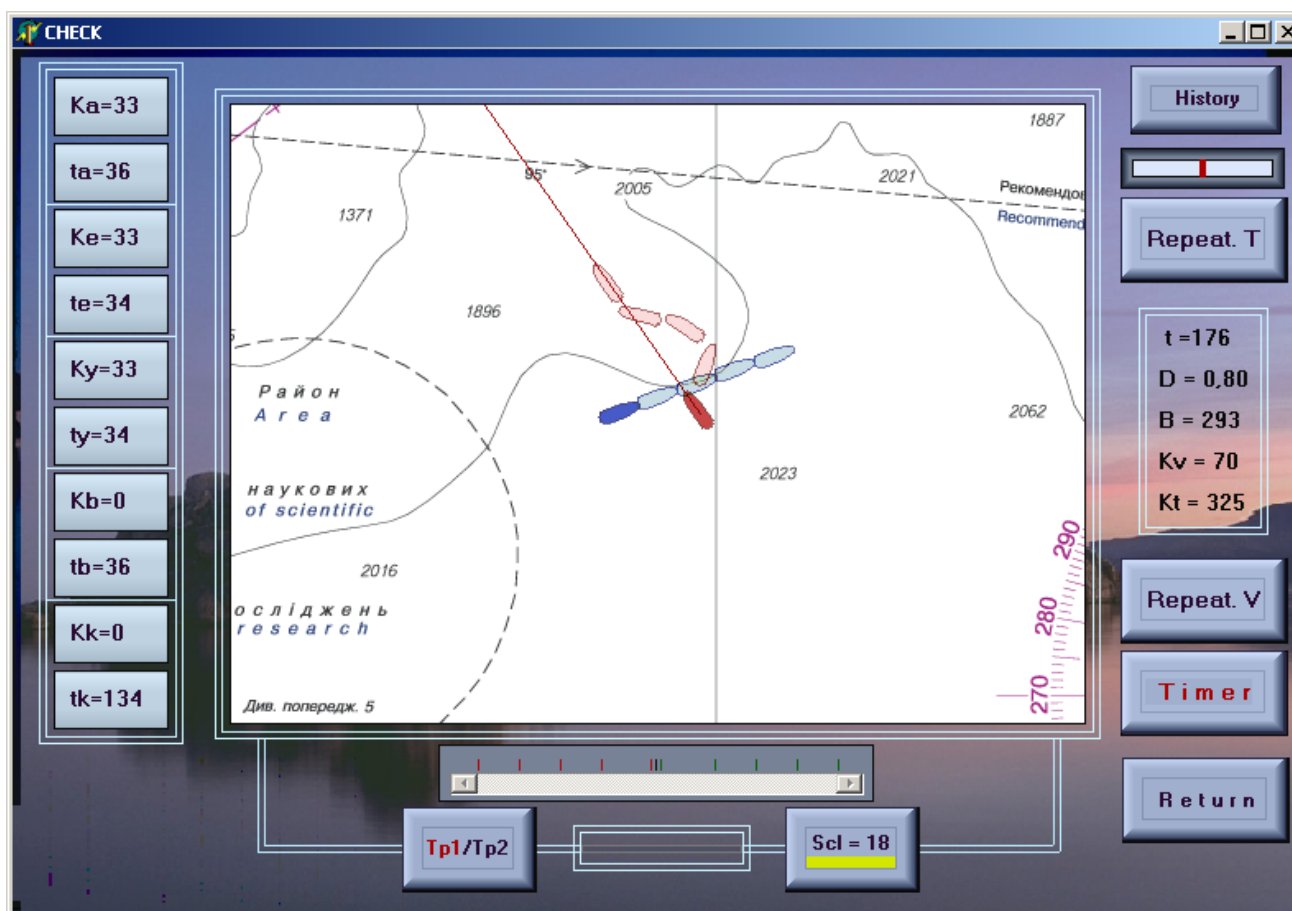 CHECK
Ka=33
ta=36
Ke=33
te=34
Ky=33
ty=34
Kb=0
tb=36
Kk=0
tk=134
1887
95°
2005
2021
Рекомендов
Recommend
1371
1896
Район
Area
2062
наукових
of scientific
2023
290
2016
280
осліджень
research
270
Див. попередж. 5
History
Repeat. T
t =176
D = 0,80
B = 293
Kv = 70
Kt = 325
Repeat. V
Timer
Return
Tp1/Tp2
Scl = 18